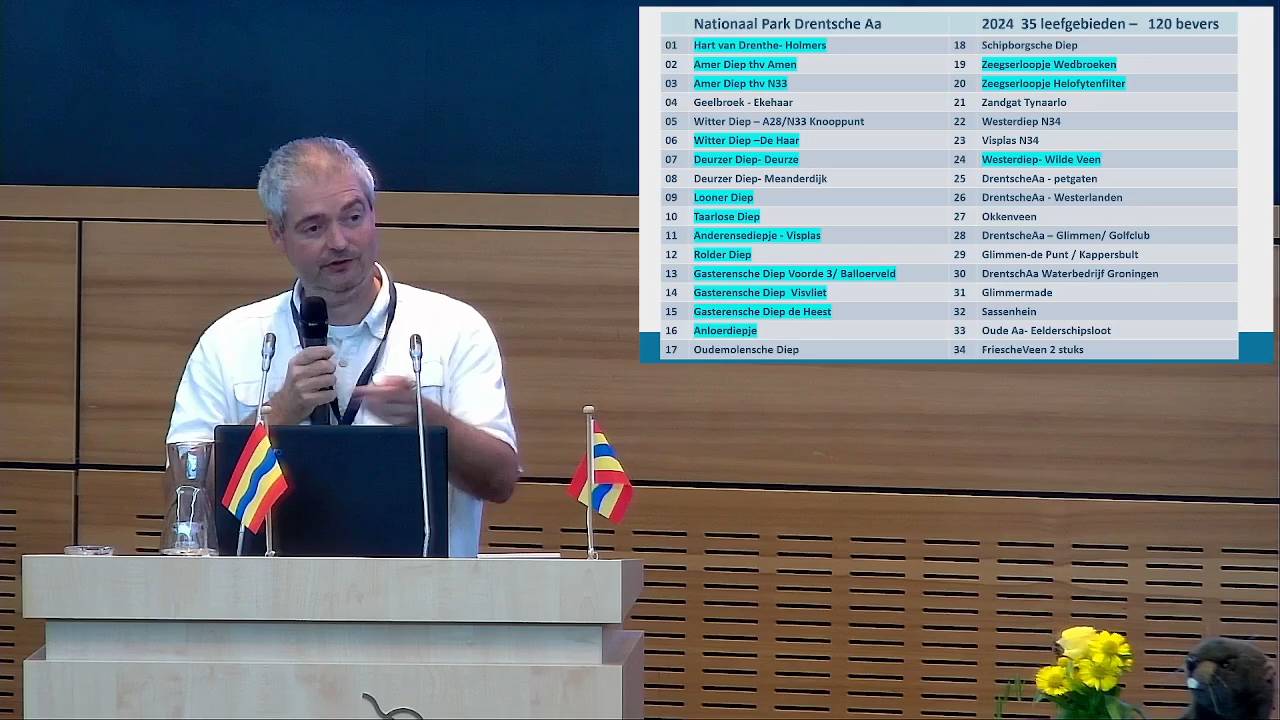 Nationaal Park Drentsche Aa 2024 35 leefgebieden – 120 bevers
01 Hart van Drenthe- Holmers 18 Schipborgsche Diep
02 Amer Diep thv Amen 19 Zeegserloopje Wedbroeken
03 Amer Diep thv N33 20 Zeegserloopje Helofytenfilter
04 Geelbroek - Ekehaar 21 Zandgat Tynaarlo
05 Witter Diep – A28/N33 Knooppunt 22 Westerdiep N34
06 Witter Diep –De Haar 23 Visplas N34
07 Deurzer Diep- Deurze 24 Westerdiep- Wilde Veen
08 Deurzer Diep- Meanderdijk 25 DrentscheAa - petgaten
09 Looner Diep 26 DrentscheAa - Westerlanden
10 Taarlose Diep 27 Okkenveen
11 Anderensediepje - Visplas 28 DrentscheAa – Glimmen/ Golfclub
12 Rolder Diep 29 Glimmen-de Punt / Kappersbult
13 Gasterensche Diep Voorde 3/ Balloerveld 30 DrentschAa Waterbedrijf Groningen
14 Gasterensche Diep Visvliet 31 Glimmermade
15 Gasterensche Diep de Heest 32 Sassenhein
16 Anloerdiepje 33 Oude Aa- Eelderschipsloot
17 Oudemolensche Diep 34 FriescheVeen 2 stuks